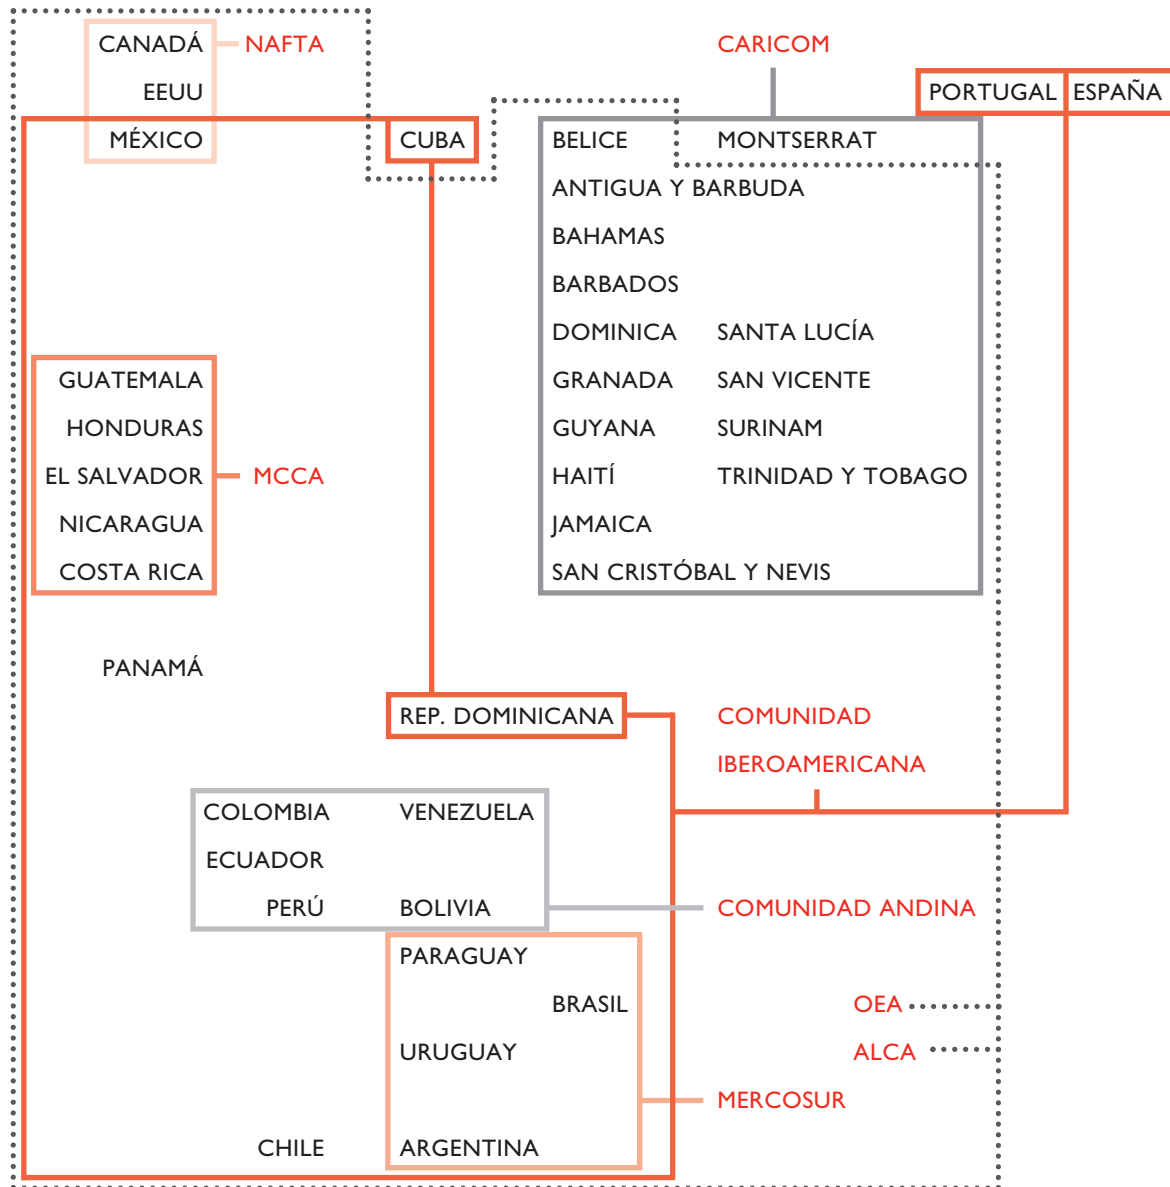 CANADÁ NAFTA CARICOM
EEUU PORTUGAL ESPAÑA
MÉXICO CUBA BELICE MONTSERRAT
ANTIGUA Y BARBUDA
BAHAMAS
BARBADOS
DOMINICA SANTA LUCÍA
GUATEMALA GRANADA SAN VICENTE
HONDURAS GUYANA SURINAM
EL SALVADOR MCCA HAITÍ TRINIDAD Y TOBAGO
NICARAGUA JAMAICA
COSTA RICA SAN CRISTÓBAL Y NEVIS
PANAMÁ
REP. DOMINICANA COMUNIDAD
IBEROAMERICANA
COLOMBIA VENEZUELA
ECUADOR
PERÚ BOLIVIA COMUNIDAD ANDINA
PARAGUAY
BRASIL OEA
URUGUAY ALCA
MERCOSUR
CHILE ARGENTINA